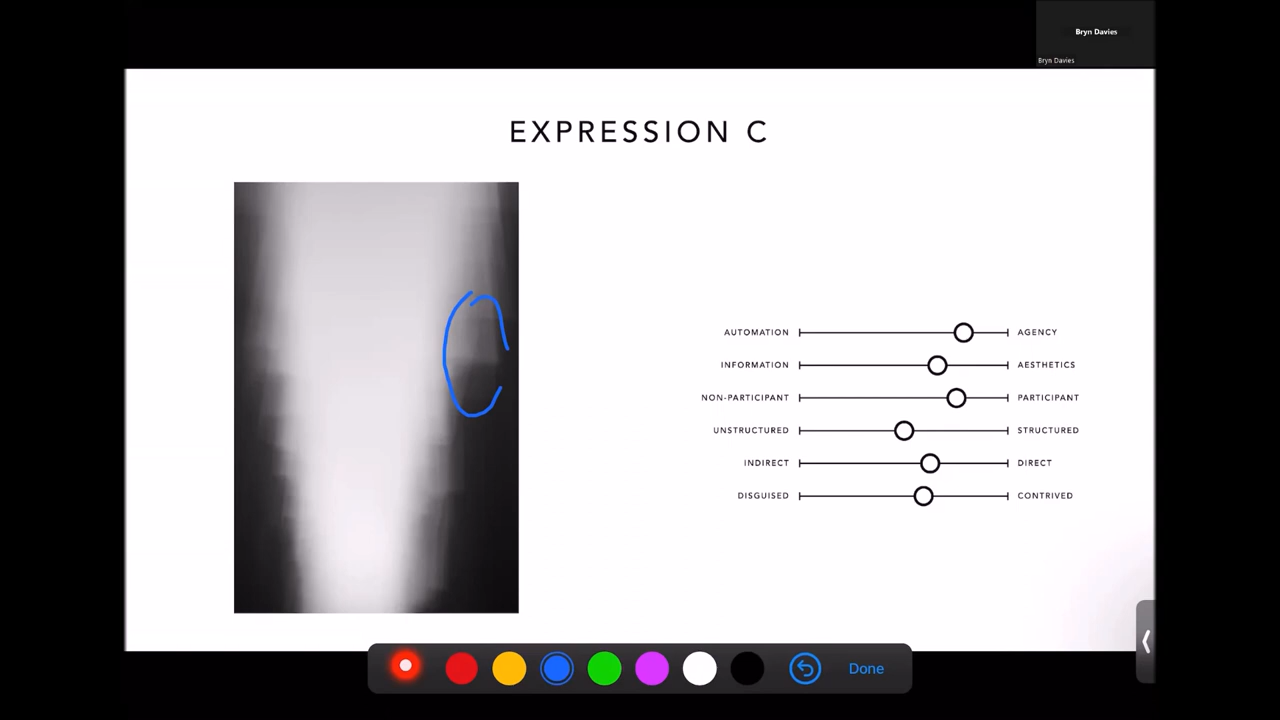 Bryn Davies
Bryn Davies
EXPRESSION C
AUTOMATION AGENCY
INFORMATION AESTHETICS
NON-PARTICIPANT PARTICIPANT
UNSTRUCTURED STRUCTURED
INDIRECT DIRECT
DISGUISED CONTRIVED
Done